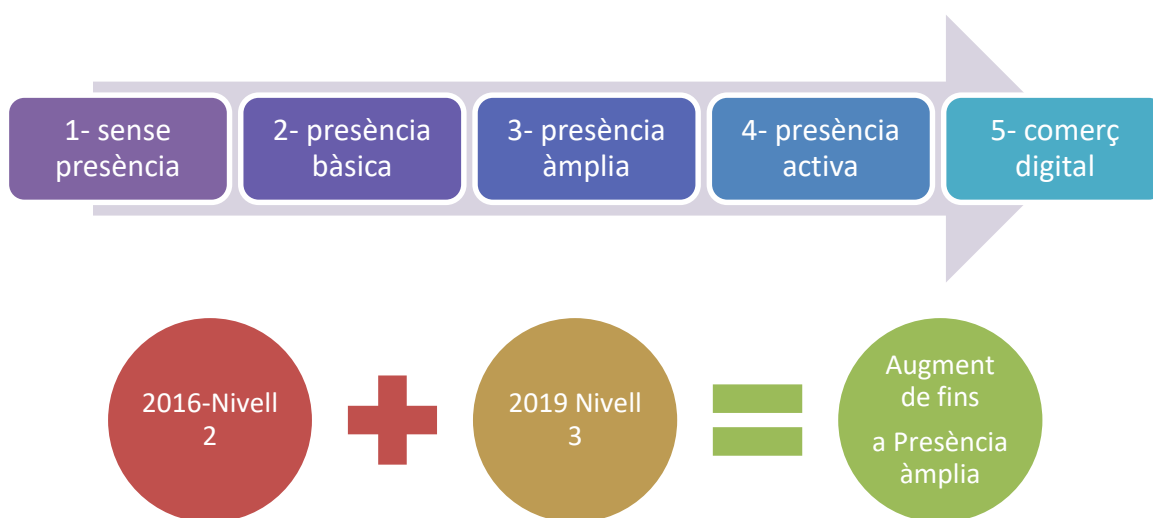 1- sense
presència
2- presència
bàsica
3- presència
àmplia
4- presència
activa
5- comerç
digital
2016-Nivell
2
2019 Nivell
3
Augment
de fins
a Presència
àmplia